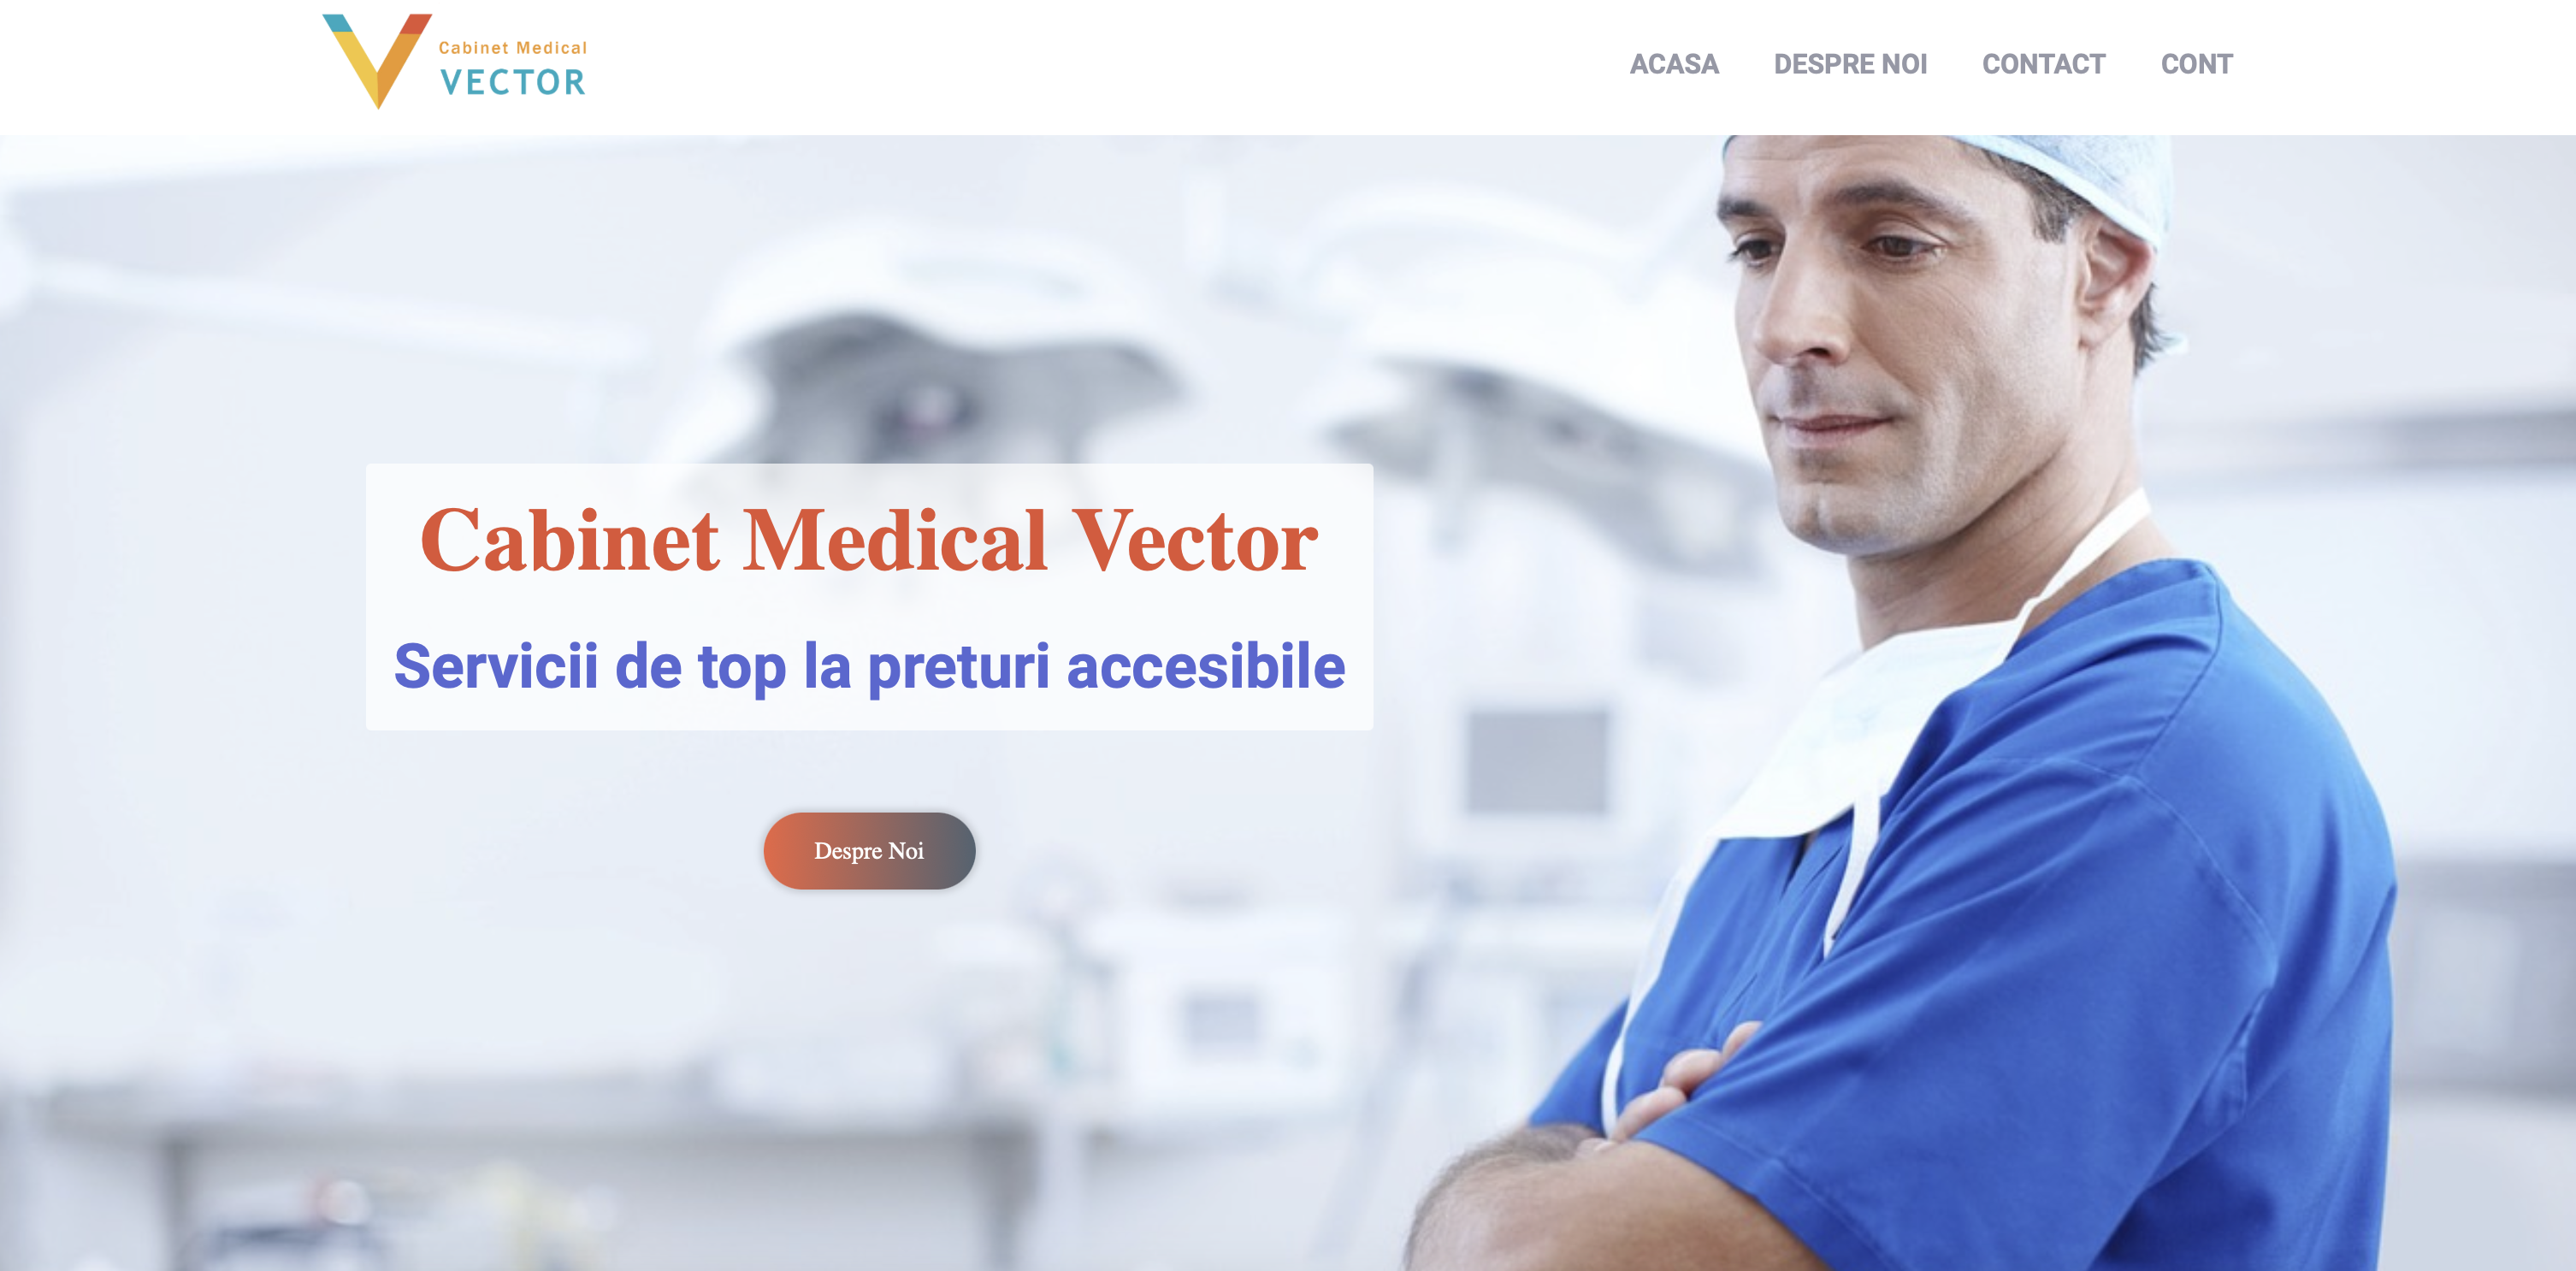 Cabinet Medical
VECTOR
ACASA DESPRE NOI CONTACT CONT
Cabinet Medical Vector
Servicii de top la preturi accesibile
Despre Noi